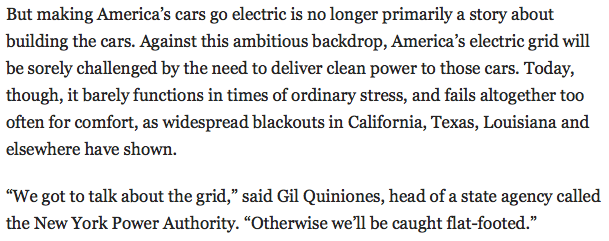 But making America’s cars go electric is no longer primarily a story about
building the cars. Against this ambitious backdrop, America’s electric grid will
be sorely challenged by the need to deliver clean power to those cars. Today,
though, it barely functions in times of ordinary stress, and fails altogether too
often for comfort, as widespread blackouts in California, Texas, Louisiana and
elsewhere have shown.
“We got to talk about the grid,” said Gil Quiniones, head of a state agency called
the New York Power Authority. “Otherwise we’ll be caught flat-footed.”